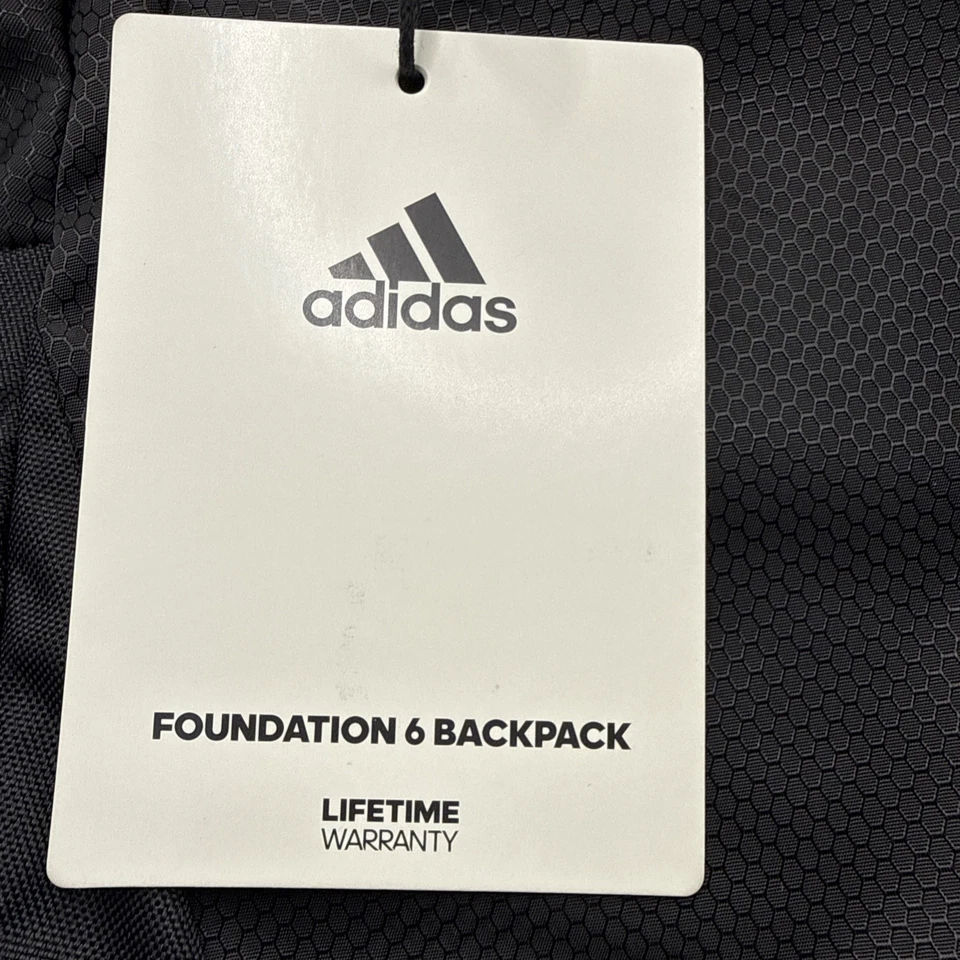 adidas
FOUNDATION 6 BACKPACK
LIFETIME
WARRANTY